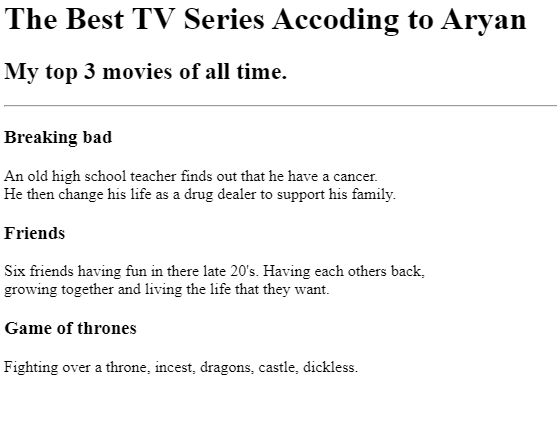 The Best TV Series Accoding to Aryan
My top 3 movies of all time.
Breaking bad
An old high school teacher finds out that he have a cancer.
He then change his life as a drug dealer to support his family.
Friends
Six friends having fun in there late 20's. Having each others back,
growing together and living the life that they want.
Game of thrones
Fighting over a throne, incest, dragons, castle, dickless.